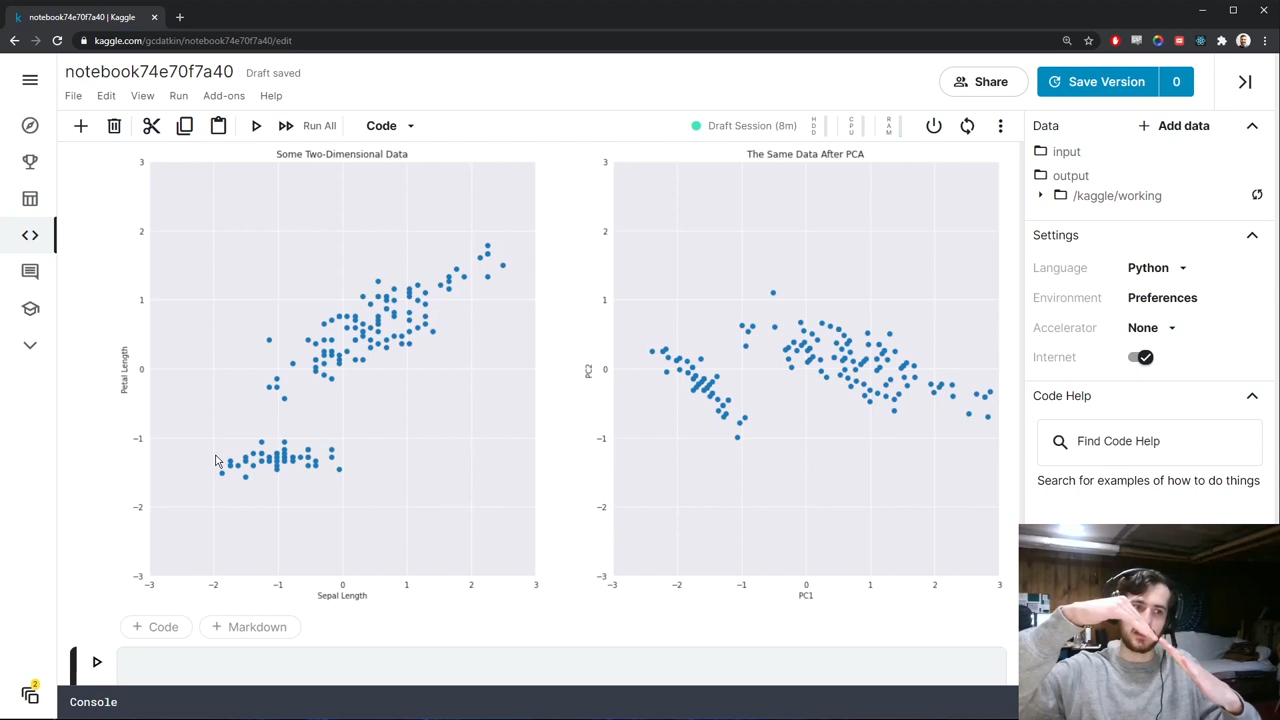 notebook74e70f7a40 | Kaggle
kaggle.com/gcdatkin/notebook74e70f7a40/edit
notebook74e70f7a40
Draft saved
File Edit View Run Add-ons Help
Share
Save Version
0
Run All
Code
Draft Session (8m)
HDD
CPU
RAM
Some Two-Dimensional Data
3
2
1
0
−1
−2
−3
Petal Length
−3 −2 −1 0 1 2 3
Sepal Length
The Same Data After PCA
3
2
1
0
−1
−2
−3
PC2
−3 −2 −1 0 1 2 3
PC1
+ Code
+ Markdown
Console
Data
+ Add data
input
output
/kaggle/working
Settings
Language Python
Environment Preferences
Accelerator None
Internet
Code Help
Find Code Help
Search for examples of how to do things
2